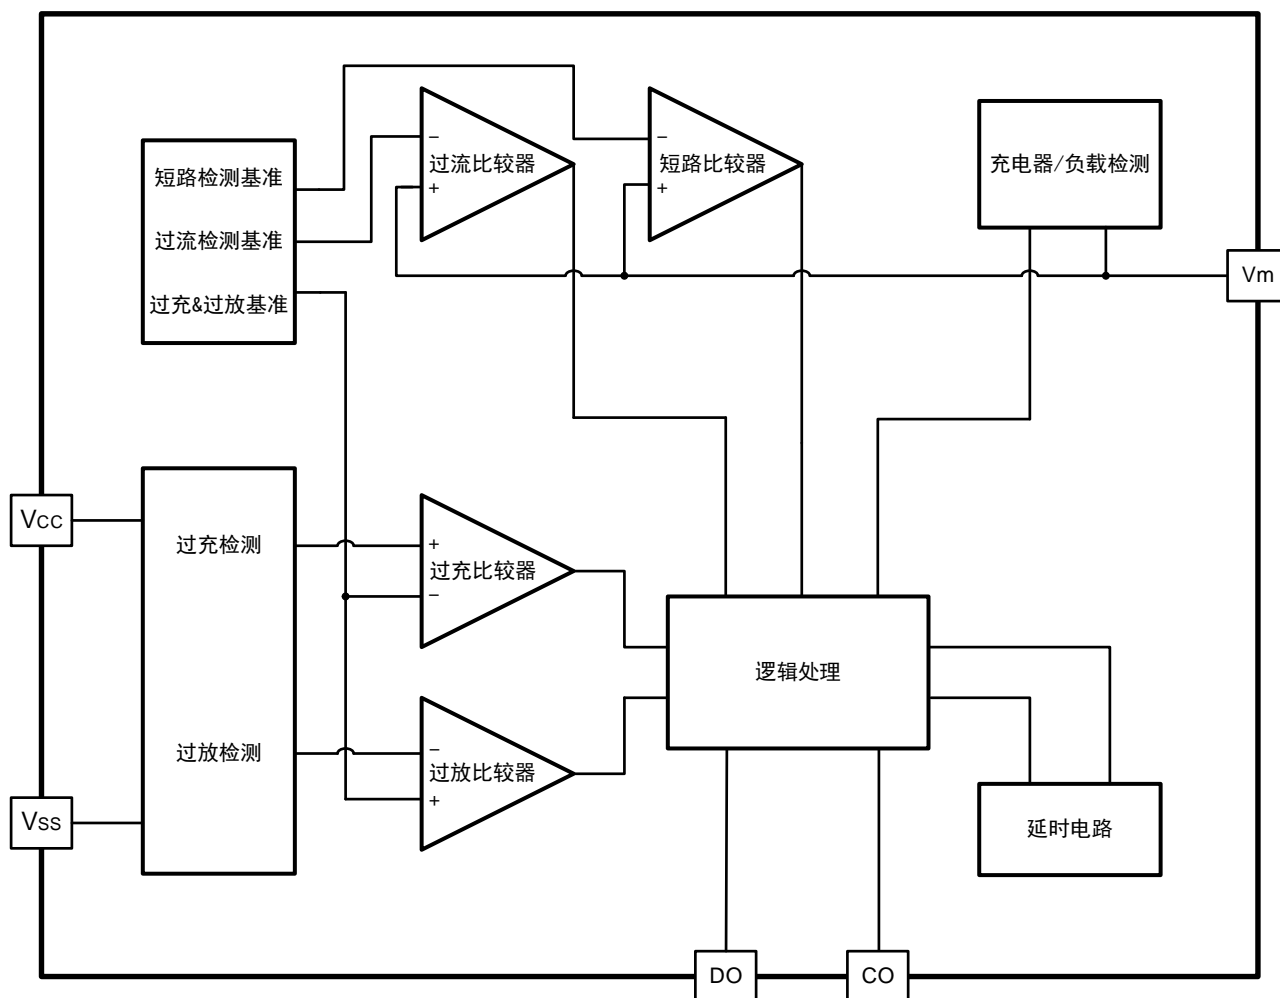 短路检测基准
过流检测基准
过充&过放基准
−
过流比较器
+
−
短路比较器
+
充电器/负载检测
Vm
VCC
过充检测
过放检测
VSS
+
过充比较器
−
−
过放比较器
+
逻辑处理
延时电路
DO
CO